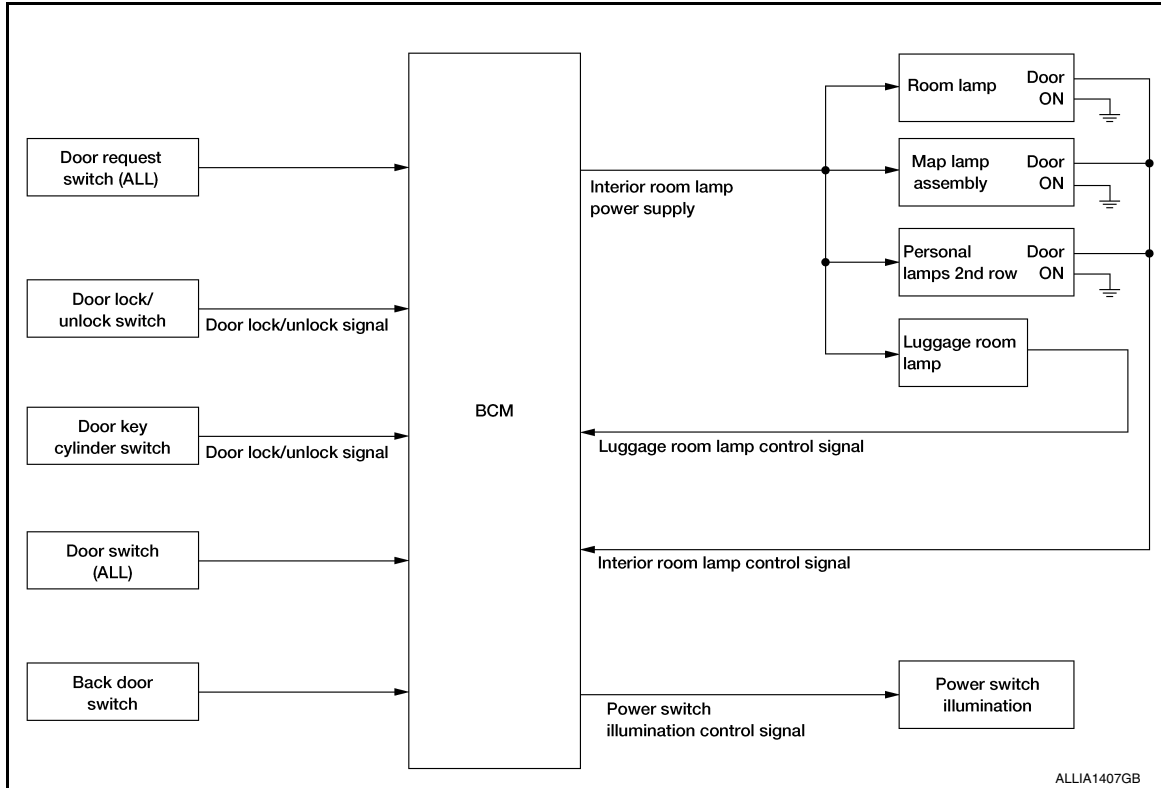 Door request
switch (ALL)
Door lock/
unlock switch
Door lock/unlock signal
Door key
cylinder switch
Door lock/unlock signal
Door switch
(ALL)
Back door
switch
BCM
Interior room lamp
power supply
Room lamp
Door
ON
Map lamp
assembly
Door
ON
Personal
lamps 2nd row
Door
ON
Luggage room
lamp
Luggage room lamp control signal
Interior room lamp control signal
Power switch
illumination control signal
Power switch
illumination
ALLIA1407GB